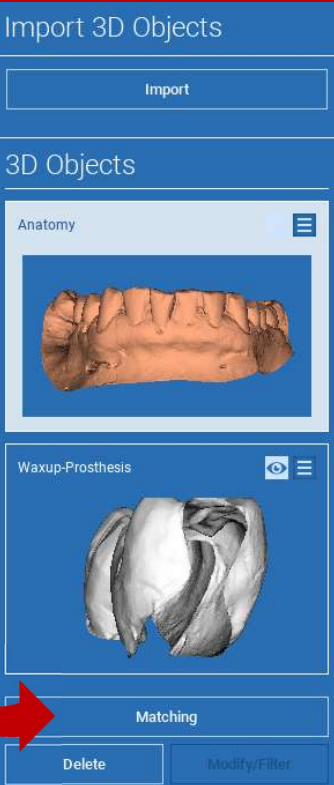 Import 3D Objects
Import
3D Objects
Anatomy
Waxup-Prosthesis
Matching
Delete
Modify/Filter